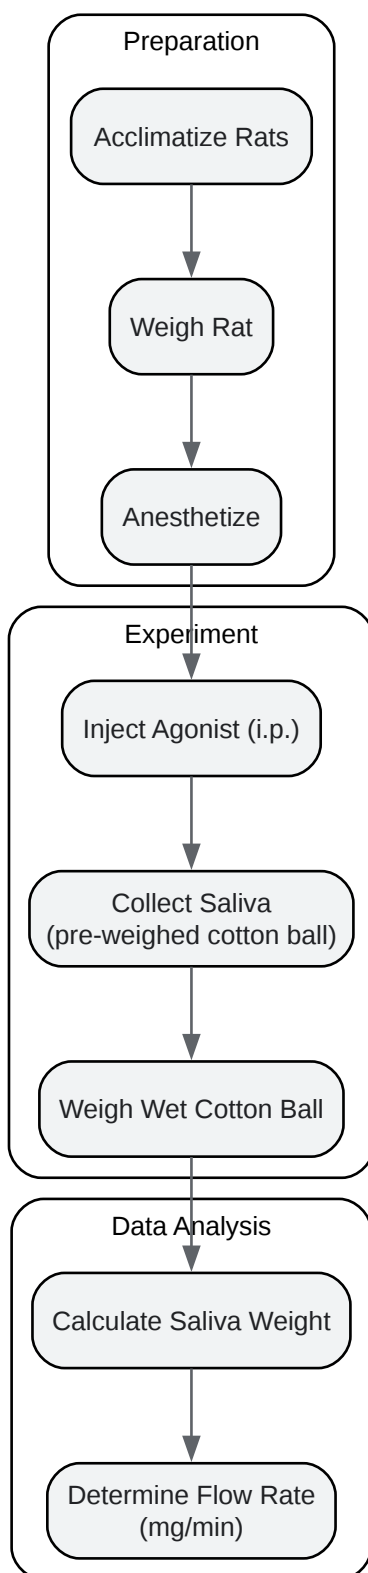 Preparation
Acclimatize Rats
Weigh Rat
Anesthetize
Experiment
Inject Agonist (i.p.)
Collect Saliva
(pre-weighed cotton ball)
Weigh Wet Cotton Ball
Data Analysis
Calculate Saliva Weight
Determine Flow Rate
(mg/min)